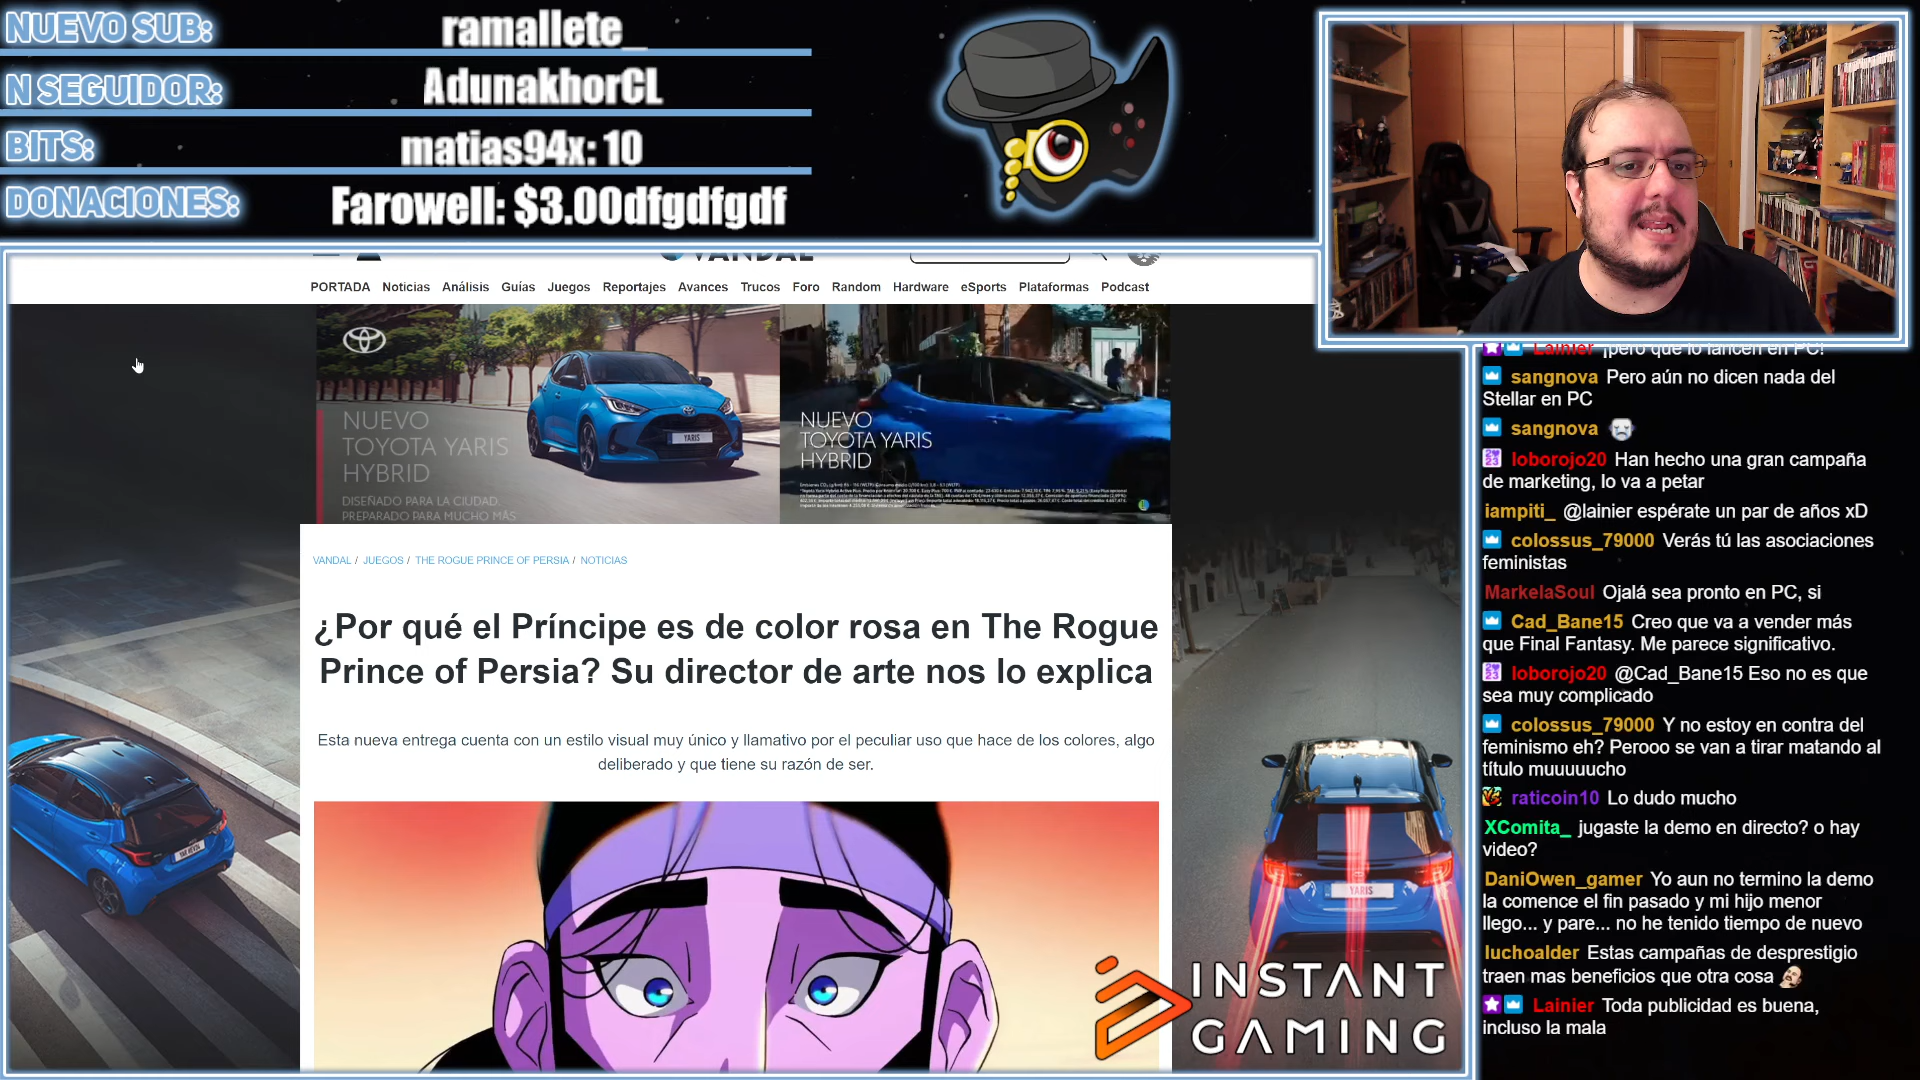 NUEVO SUB:
ramallete_
N SEGUIDOR:
AdunakhorCL
BITS:
matias94x: 10
DONACIONES:
Farowell: $3.00dfgdfgdf
VANDAL
PORTADA Noticias Análisis Guías Juegos Reportajes Avances Trucos Foro Random Hardware eSports Plataformas Podcast
NUEVO
TOYOTA YARIS
HYBRID
DISEÑADO PARA LA CIUDAD
PREPARADO PARA MUCHO MÁS
YARIS
NUEVO
TOYOTA YARIS
HYBRID
VANDAL / JUEGOS / THE ROGUE PRINCE OF PERSIA / NOTICIAS
¿Por qué el Príncipe es de color rosa en The Rogue
Prince of Persia? Su director de arte nos lo explica
Esta nueva entrega cuenta con un estilo visual muy único y llamativo por el peculiar uso que hace de los colores, algo
deliberado y que tiene su razón de ser.
YARIS
INSTANT
GAMING
Lainier ¡pero que lo lancen en PC!
sangnova Pero aún no dicen nada del
Stellar en PC
sangnova
loborojo20 Han hecho una gran campaña
de marketing, lo va a petar
iampiti_ @lainier espérate un par de años xD
colossus_79000 Verás tú las asociaciones
feministas
MarkelaSoul Ojalá sea pronto en PC, si
Cad_Bane15 Creo que va a vender más
que Final Fantasy. Me parece significativo.
loborojo20 @Cad_Bane15 Eso no es que
sea muy complicado
colossus_79000 Y no estoy en contra del
feminismo eh? Perooo se van a tirar matando al
título muuuuucho
raticoin10 Lo dudo mucho
XComita_ jugaste la demo en directo? o hay
video?
DaniOwen_gamer Yo aun no termino la demo
la comence el fin pasado y mi hijo menor
llego... y pare... no he tenido tiempo de nuevo
luchoalder Estas campañas de desprestigio
traen mas beneficios que otra cosa
Lainier Toda publicidad es buena,
incluso la mala